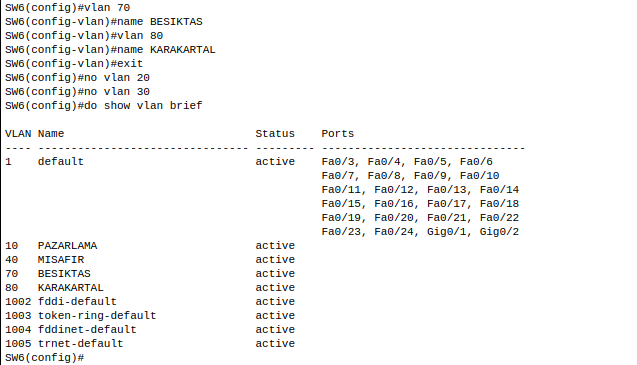 SW6(config)#vlan 70
SW6(config-vlan)#name BESIKTAS
SW6(config-vlan)#vlan 80
SW6(config-vlan)#name KARAKARTAL
SW6(config-vlan)#exit
SW6(config)#no vlan 20
SW6(config)#no vlan 30
SW6(config)#do show vlan brief

VLAN Name                             Status    Ports
---- -------------------------------- --------- -------------------------------
1    default                          active    Fa0/3, Fa0/4, Fa0/5, Fa0/6
                                                Fa0/7, Fa0/8, Fa0/9, Fa0/10
                                                Fa0/11, Fa0/12, Fa0/13, Fa0/14
                                                Fa0/15, Fa0/16, Fa0/17, Fa0/18
                                                Fa0/19, Fa0/20, Fa0/21, Fa0/22
                                                Fa0/23, Fa0/24, Gig0/1, Gig0/2
10   PAZARLAMA                        active
40   MISAFIR                          active
70   BESIKTAS                         active
80   KARAKARTAL                       active
1002 fddi-default                     active
1003 token-ring-default               active
1004 fddinet-default                  active
1005 trnet-default                    active
SW6(config)#